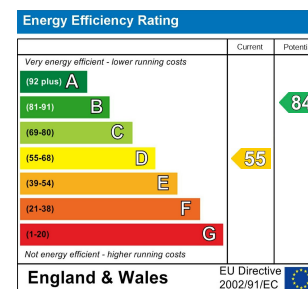 Energy Efficiency Rating
Current Potenti
Very energy efficient - lower running costs
(92 plus) A
(81-91) B
84
(69-80) C
(55-68) D
55
(39-54) E
(21-38) F
(1-20) G
Not energy efficient - higher running costs
England & Wales
EU Directive
2002/91/EC